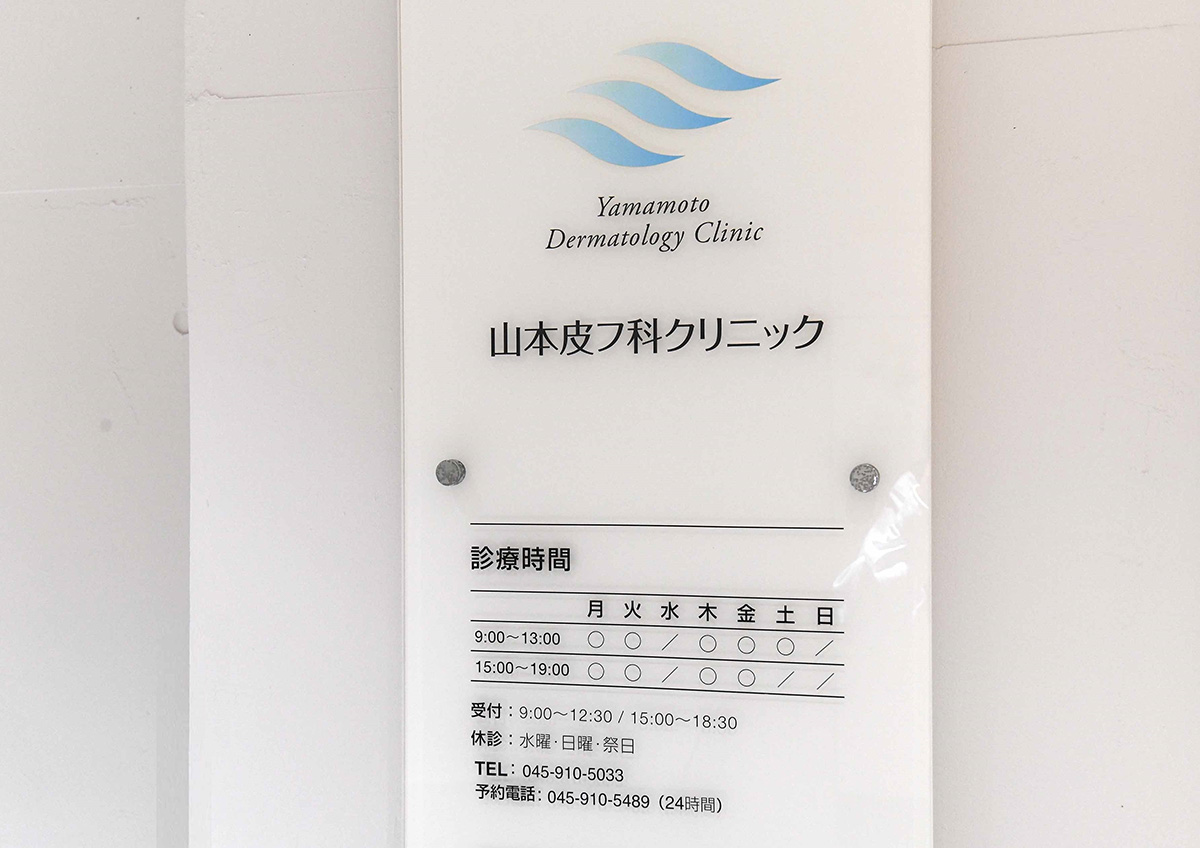 Yamamoto
Dermatology Clinic
山本皮フ科クリニック
診療時間
月 火 水 木 金 土 日
9:00〜13:00 ○ ○ ／ ○ ○ ○ ／
15:00〜19:00 ○ ○ ／ ○ ○ ／ ／
受付：9:00〜12:30 / 15:00〜18:30
休診：水曜・日曜・祭日
TEL：045-910-5033
予約電話：045-910-5489（24時間）